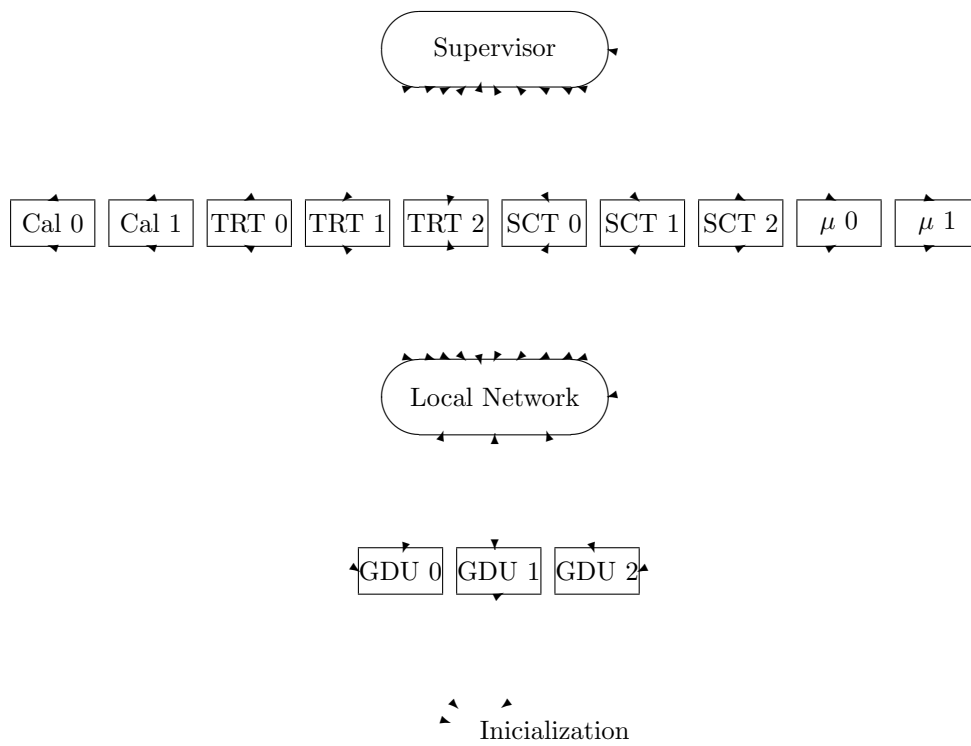 Supervisor
Cal 0 Cal 1 TRT 0 TRT 1 TRT 2 SCT 0 SCT 1 SCT 2 μ 0 μ 1
Local Network
GDU 0 GDU 1 GDU 2
Inicialization